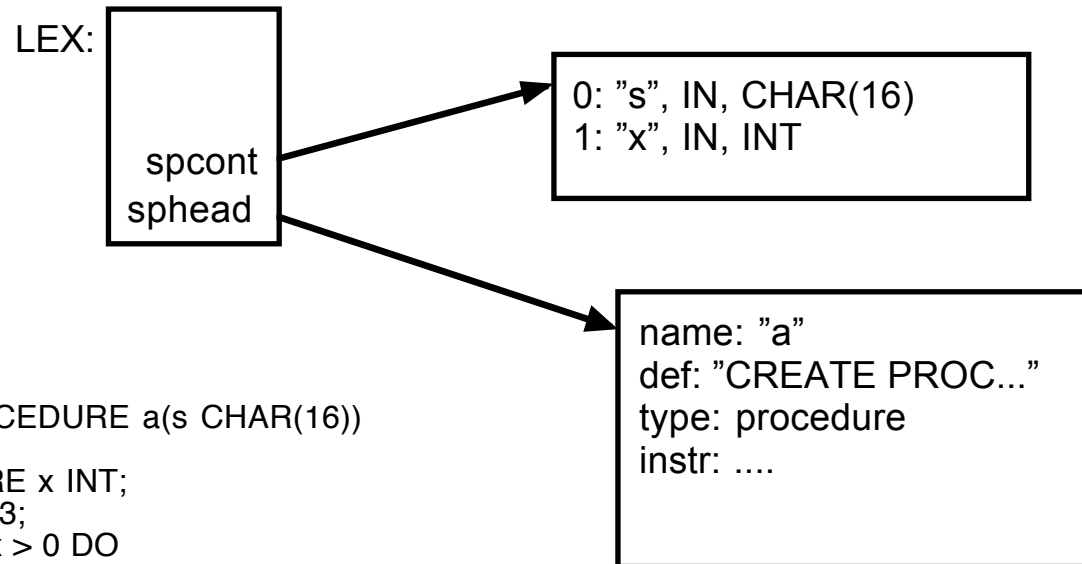 LEX:
spcont
sphead
0: ”s”, IN, CHAR(16)
1: ”x”, IN, INT
name: ”a”
def: ”CREATE PROC...”
type: procedure
instr: ....
CEDURE a(s CHAR(16))
RE x INT;
3;
x > 0 DO